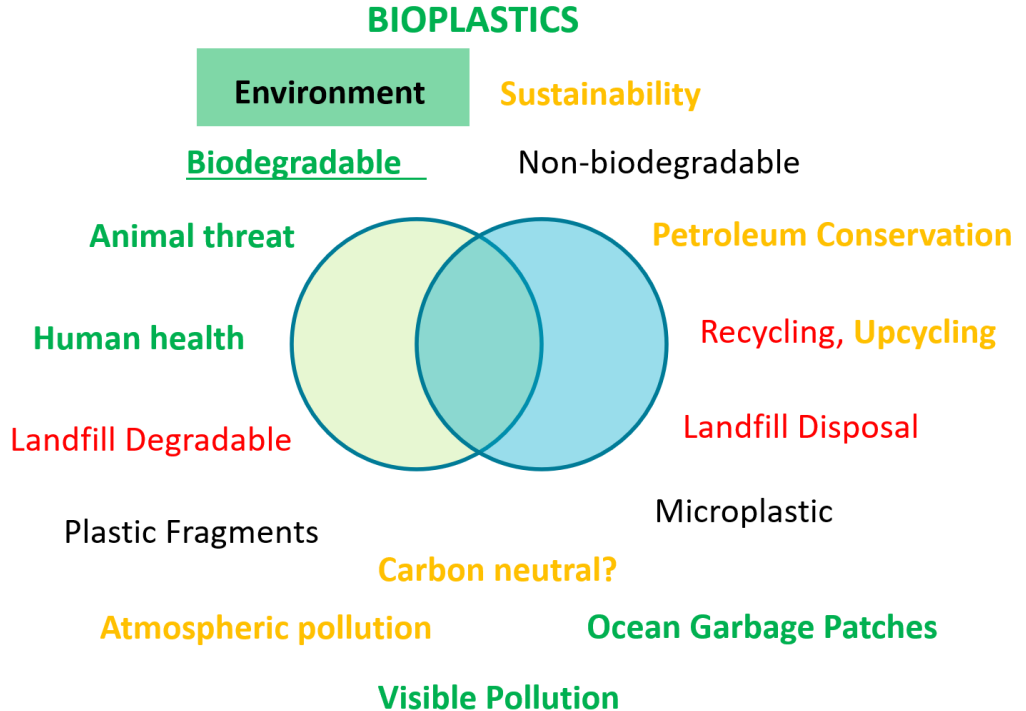 BIOPLASTICS
Environment
Sustainability
Biodegradable
Non-biodegradable
Animal threat
Petroleum Conservation
Human health
Recycling, Upcycling
Landfill Degradable
Landfill Disposal
Plastic Fragments
Microplastic
Carbon neutral?
Atmospheric pollution
Ocean Garbage Patches
Visible Pollution